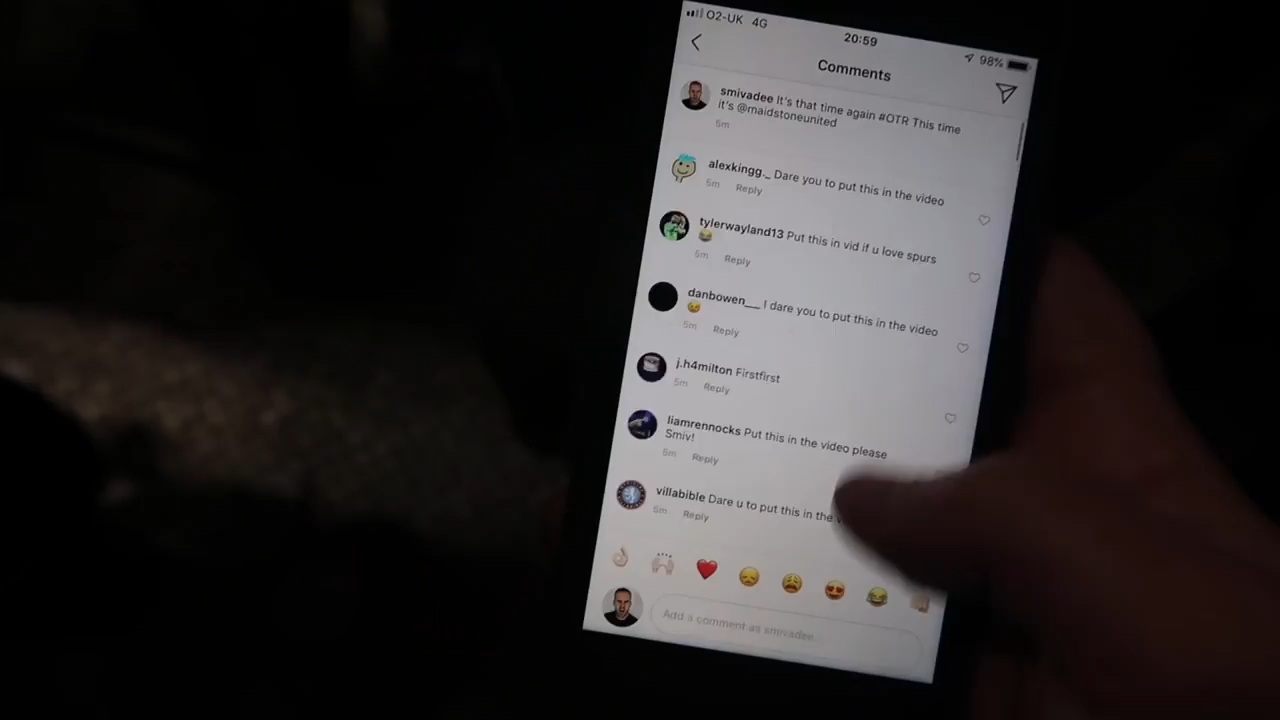 O2-UK 4G
20:59
98%
Comments
smivadee It's that time again #OTR This time
it's @maidstoneunited
5m
alexkingg._ Dare you to put this in the video
5m Reply
tylerwayland13 Put this in vid if u love spurs
😂
5m Reply
danbowen__ I dare you to put this in the video
😉
5m Reply
j.h4milton Firstfirst
5m Reply
liamrennocks Put this in the video please
Smiv!
5m Reply
villabible Dare u to put this in the
5m Reply
Add a comment as smivadee...